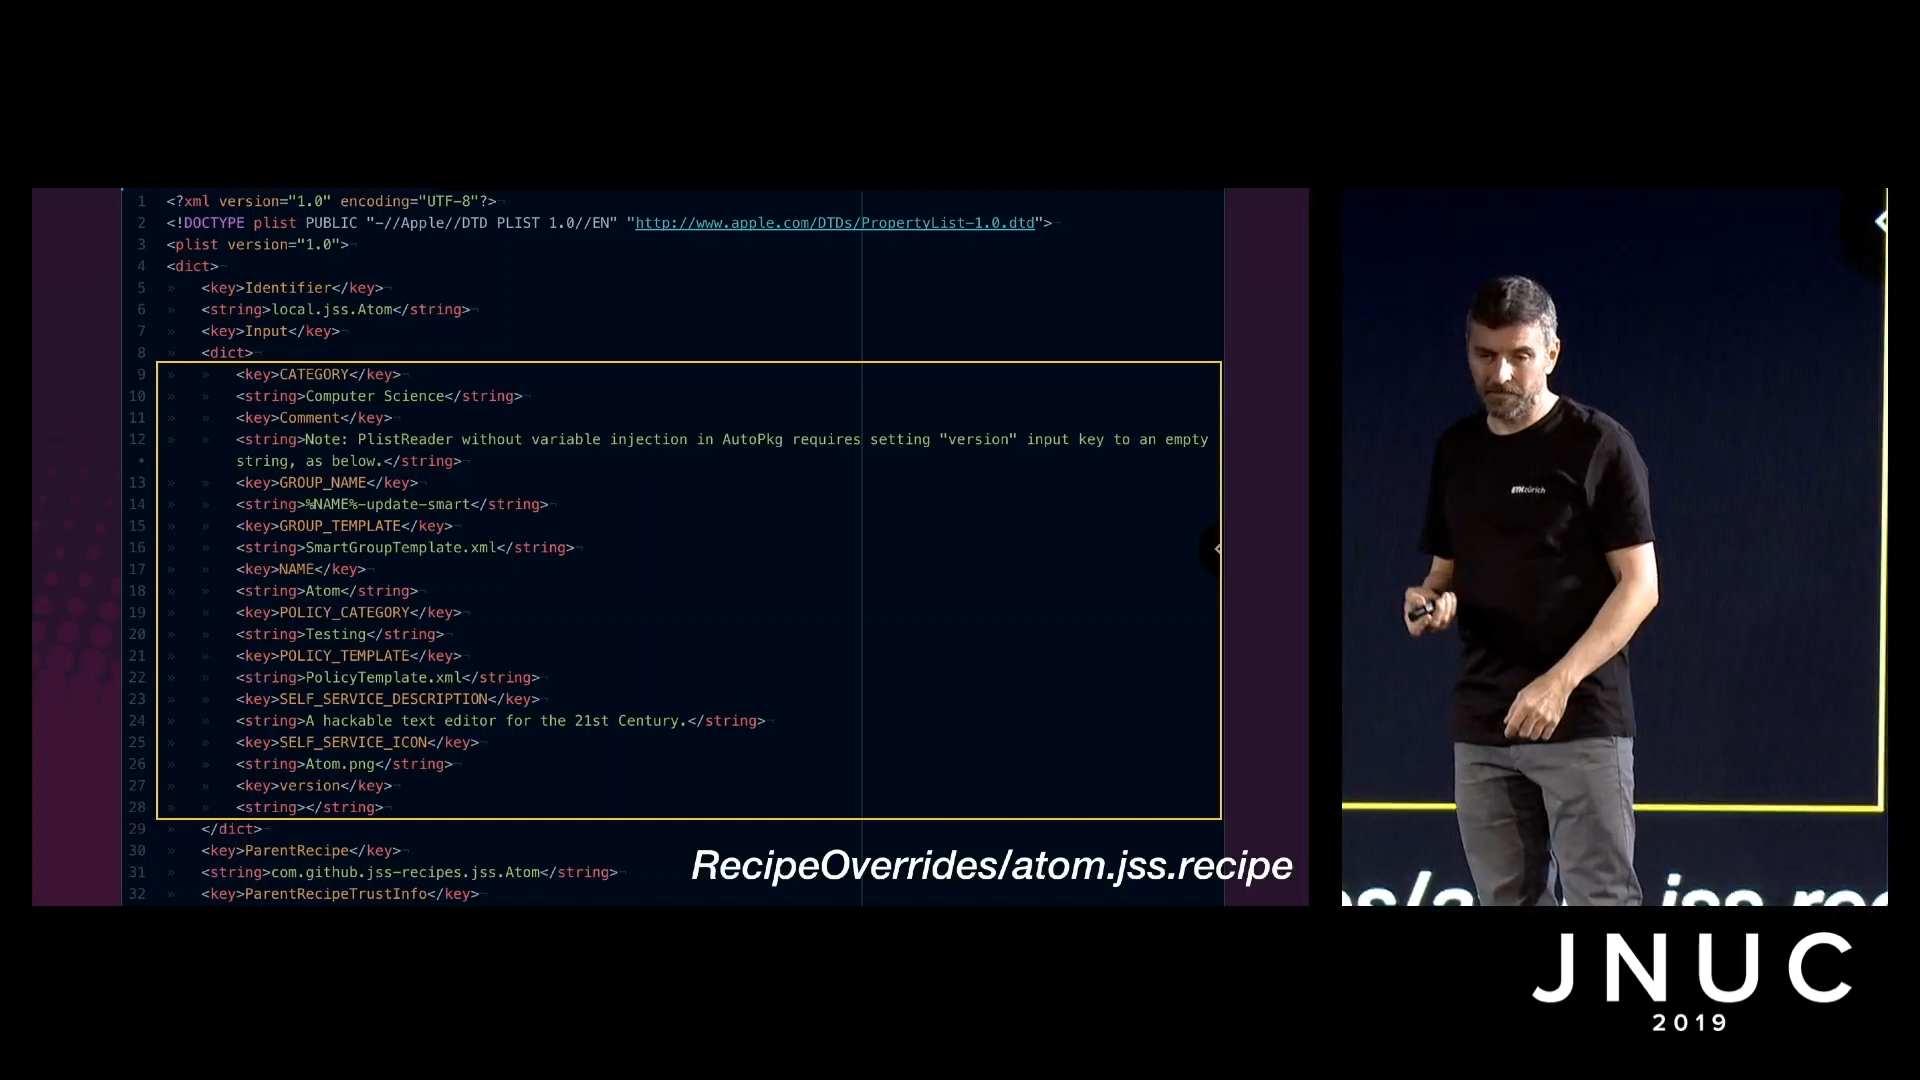 1 <?xml version="1.0" encoding="UTF-8"?>
2 <!DOCTYPE plist PUBLIC "-//Apple//DTD PLIST 1.0//EN" "http://www.apple.com/DTDs/PropertyList-1.0.dtd">
3 <plist version="1.0">
4 <dict>
5 <key>Identifier</key>
6 <string>local.jss.Atom</string>
7 <key>Input</key>
8 <dict>
9 <key>CATEGORY</key>
10 <string>Computer Science</string>
11 <key>Comment</key>
12 <string>Note: PlistReader without variable injection in AutoPkg requires setting "version" input key to an empty
string, as below.</string>
13 <key>GROUP_NAME</key>
14 <string>%NAME%-update-smart</string>
15 <key>GROUP_TEMPLATE</key>
16 <string>SmartGroupTemplate.xml</string>
17 <key>NAME</key>
18 <string>Atom</string>
19 <key>POLICY_CATEGORY</key>
20 <string>Testing</string>
21 <key>POLICY_TEMPLATE</key>
22 <string>PolicyTemplate.xml</string>
23 <key>SELF_SERVICE_DESCRIPTION</key>
24 <string>A hackable text editor for the 21st Century.</string>
25 <key>SELF_SERVICE_ICON</key>
26 <string>Atom.png</string>
27 <key>version</key>
28 <string></string>
29 </dict>
30 <key>ParentRecipe</key>
31 <string>com.github.jss-recipes.jss.Atom</string>
32 <key>ParentRecipeTrustInfo</key>
RecipeOverrides/atom.jss.recipe
ETH zürich
JNUC
2019